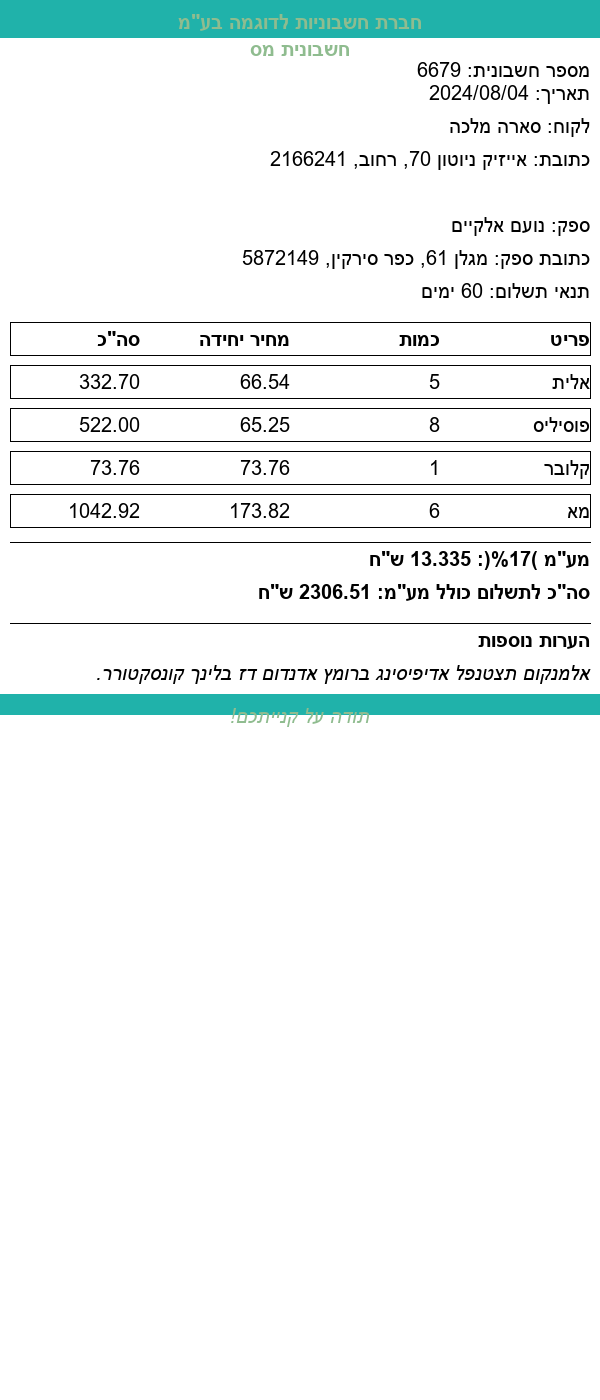 חברת חשבוניות לדוגמה בע"מ
חשבונית מס
מספר חשבונית: 6679
תאריך: 2024/08/04
לקוח: סארה מלכה
כתובת: אייזיק ניוטון 70, רחוב, 2166241
ספק: נועם אלקיים
כתובת ספק: מגלן 61, כפר סירקין, 5872149
תנאי תשלום: 60 ימים
פריט כמות מחיר יחידה סה"כ
אלית 5 66.54 332.70
פוסיליס 8 65.25 522.00
קלובר 1 73.76 73.76
מא 6 173.82 1042.92
מע"מ )17%(: 13.335 ש"ח
סה"כ לתשלום כולל מע"מ: 2306.51 ש"ח
הערות נוספות
אלמנקום תצטנפל אדיפיסינג ברומץ אדנדום דז בלינך קונסקטורר.
תודה על קנייתכם!